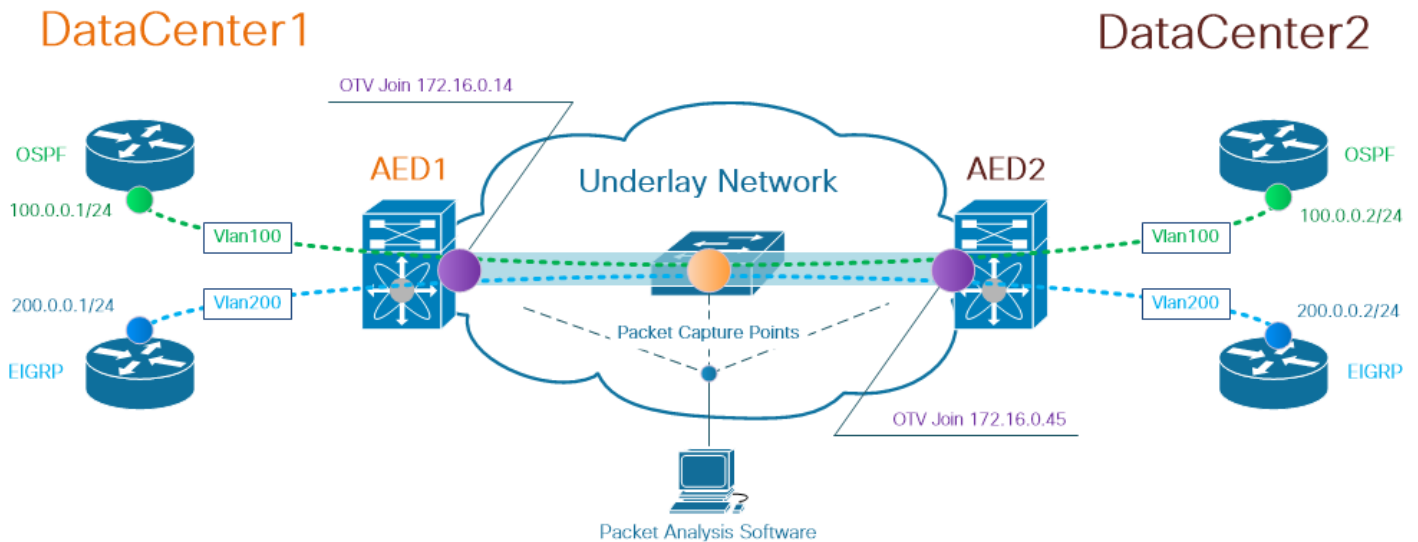 DataCenter1
DataCenter2
OTV Join 172.16.0.14
OSPF
AED1
Underlay Network
AED2
OSPF
100.0.0.1/24
100.0.0.2/24
Vlan100
Vlan100
200.0.0.1/24
Vlan200
Vlan200
200.0.0.2/24
Packet Capture Points
EIGRP
EIGRP
OTV Join 172.16.0.45
Packet Analysis Software